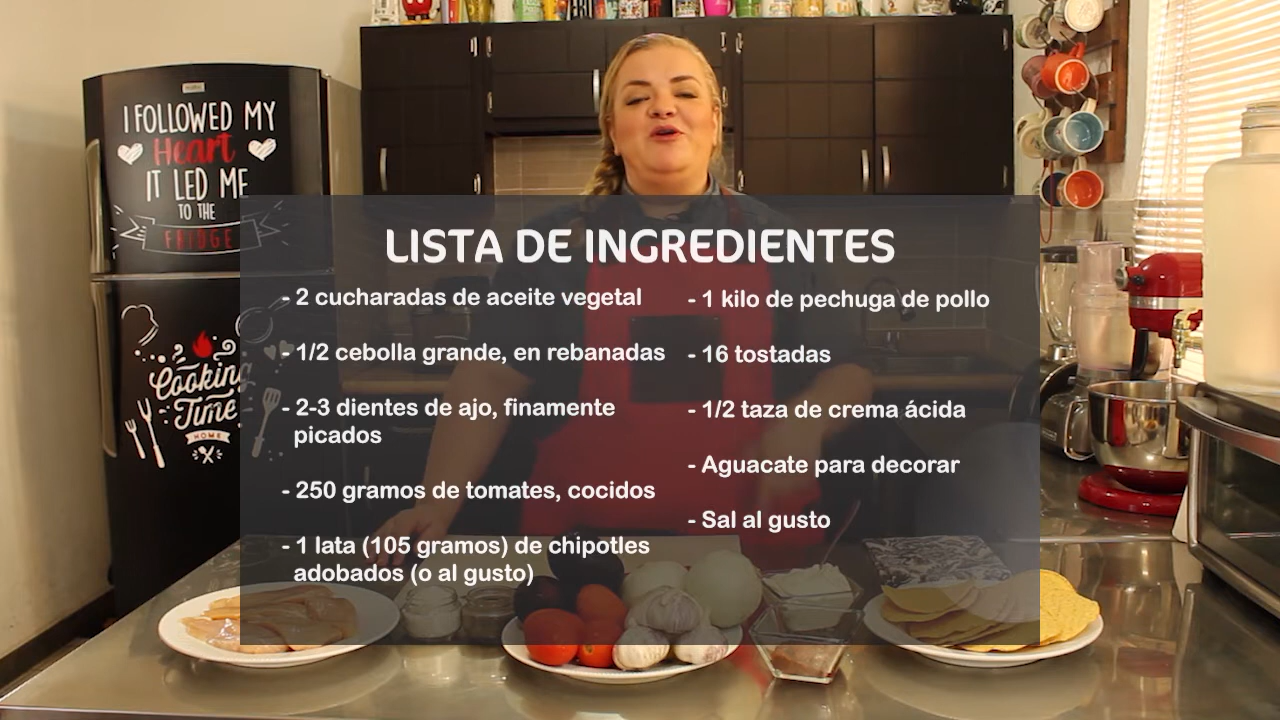 I FOLLOWED MY
Heart
IT LED ME
TO THE
FRIDGE
Cooking
Time
HOME
LISTA DE INGREDIENTES
- 2 cucharadas de aceite vegetal
- 1/2 cebolla grande, en rebanadas
- 2-3 dientes de ajo, finamente
picados
- 250 gramos de tomates, cocidos
- 1 lata (105 gramos) de chipotles
adobados (o al gusto)
- 1 kilo de pechuga de pollo
- 16 tostadas
- 1/2 taza de crema ácida
- Aguacate para decorar
- Sal al gusto